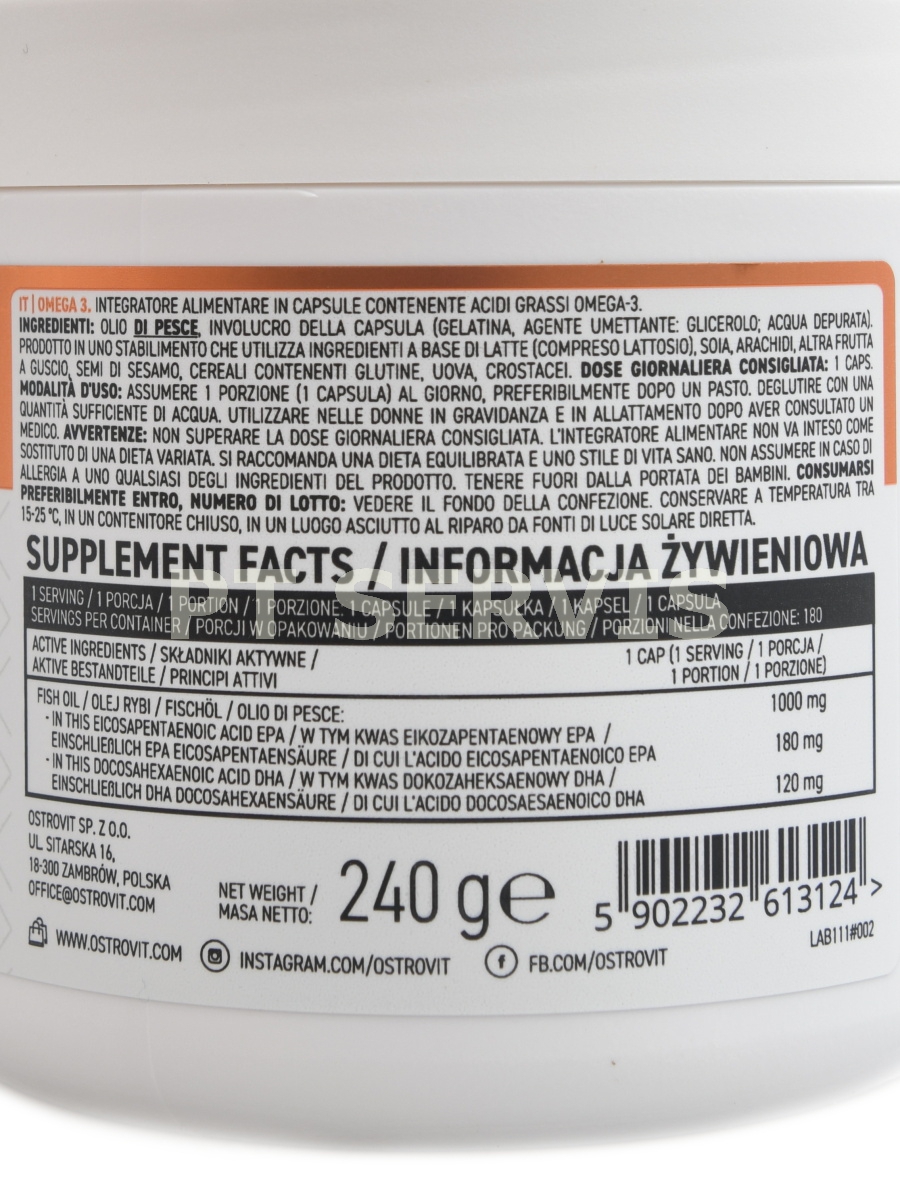 IT | OMEGA 3. INTEGRATORE ALIMENTARE IN CAPSULE CONTENENTE ACIDI GRASSI OMEGA-3.
INGREDIENTI: OLIO DI PESCE, INVOLUCRO DELLA CAPSULA (GELATINA, AGENTE UMETTANTE: GLICEROLO; ACQUA DEPURATA).
PRODOTTO IN UNO STABILIMENTO CHE UTILIZZA INGREDIENTI A BASE DI LATTE (COMPRESO LATTOSIO), SOIA, ARACHIDI, ALTRA FRUTTA
A GUSCIO, SEMI DI SESAMO, CEREALI CONTENENTI GLUTINE, UOVA, CROSTACEI. DOSE GIORNALIERA CONSIGLIATA: 1 CAPS.
MODALITÀ D'USO: ASSUMERE 1 PORZIONE (1 CAPSULA) AL GIORNO, PREFERIBILMENTE DOPO UN PASTO. DEGLUTIRE CON UNA
QUANTITÀ SUFFICIENTE DI ACQUA. UTILIZZARE NELLE DONNE IN GRAVIDANZA E IN ALLATTAMENTO DOPO AVER CONSULTATO UN
MEDICO. AVVERTENZE: NON SUPERARE LA DOSE GIORNALIERA CONSIGLIATA. L'INTEGRATORE ALIMENTARE NON VA INTESO COME
SOSTITUTO DI UNA DIETA VARIATA. SI RACCOMANDA UNA DIETA EQUILIBRATA E UNO STILE DI VITA SANO. NON ASSUMERE IN CASO DI
ALLERGIA A UNO QUALSIASI DEGLI INGREDIENTI DEL PRODOTTO. TENERE FUORI DALLA PORTATA DEI BAMBINI. CONSUMARSI
PREFERIBILMENTE ENTRO, NUMERO DI LOTTO: VEDERE IL FONDO DELLA CONFEZIONE. CONSERVARE A TEMPERATURA TRA
15-25 °C, IN UN CONTENITORE CHIUSO, IN UN LUOGO ASCIUTTO AL RIPARO DA FONTI DI LUCE SOLARE DIRETTA.
SUPPLEMENT FACTS / INFORMACJA ŻYWIENIOWA
PT SERVIS
1 SERVING / 1 PORCJA / 1 PORTION / 1 PORZIONE: 1 CAPSULE / 1 KAPSUŁKA / 1 KAPSEL / 1 CAPSULA
SERVINGS PER CONTAINER / PORCJI W OPAKOWANIU / PORTIONEN PRO PACKUNG / PORZIONI NELLA CONFEZIONE: 180
ACTIVE INGREDIENTS / SKŁADNIKI AKTYWNE / 1 CAP (1 SERVING / 1 PORCJA /
AKTIVE BESTANDTEILE / PRINCIPI ATTIVI 1 PORTION / 1 PORZIONE)
FISH OIL / OLEJ RYBI / FISCHÖL / OLIO DI PESCE: 1000 mg
- IN THIS EICOSAPENTAENOIC ACID EPA / W TYM KWAS EIKOZAPENTAENOWY EPA /
EINSCHLIEßLICH EPA EICOSAPENTAENSÄURE / DI CUI L'ACIDO EICOSAPENTAENOICO EPA 180 mg
- IN THIS DOCOSAHEXAENOIC ACID DHA / W TYM KWAS DOKOZAHEKSAENOWY DHA /
EINSCHLIEßLICH DHA DOCOSAHEXAENSÄURE / DI CUI L'ACIDO DOCOSAESAENOICO DHA 120 mg
OSTROVIT SP. Z O.O.
UL. SITARSKA 16,
18-300 ZAMBRÓW, POLSKA
OFFICE@OSTROVIT.COM
NET WEIGHT /
MASA NETTO:
240 g e
5 902232 613124 >
LAB111#002
WWW.OSTROVIT.COM
INSTAGRAM.COM/OSTROVIT
FB.COM/OSTROVIT